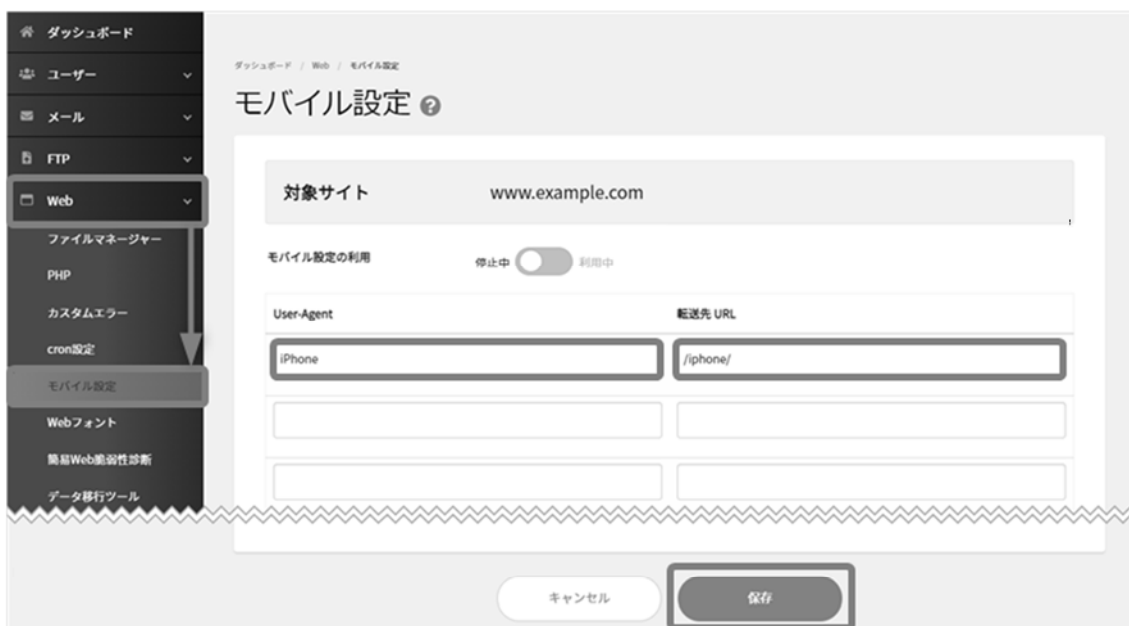 ダッシュボード
ユーザー
メール
FTP
Web
ファイルマネージャー
PHP
カスタムエラー
cron設定
モバイル設定
Webフォント
簡易Web脆弱性診断
データ移行ツール
ダッシュボード / Web / モバイル設定
モバイル設定 ?
対象サイト www.example.com
モバイル設定の利用 停止中 利用中
User-Agent 転送先 URL
iPhone /iphone/
キャンセル 保存